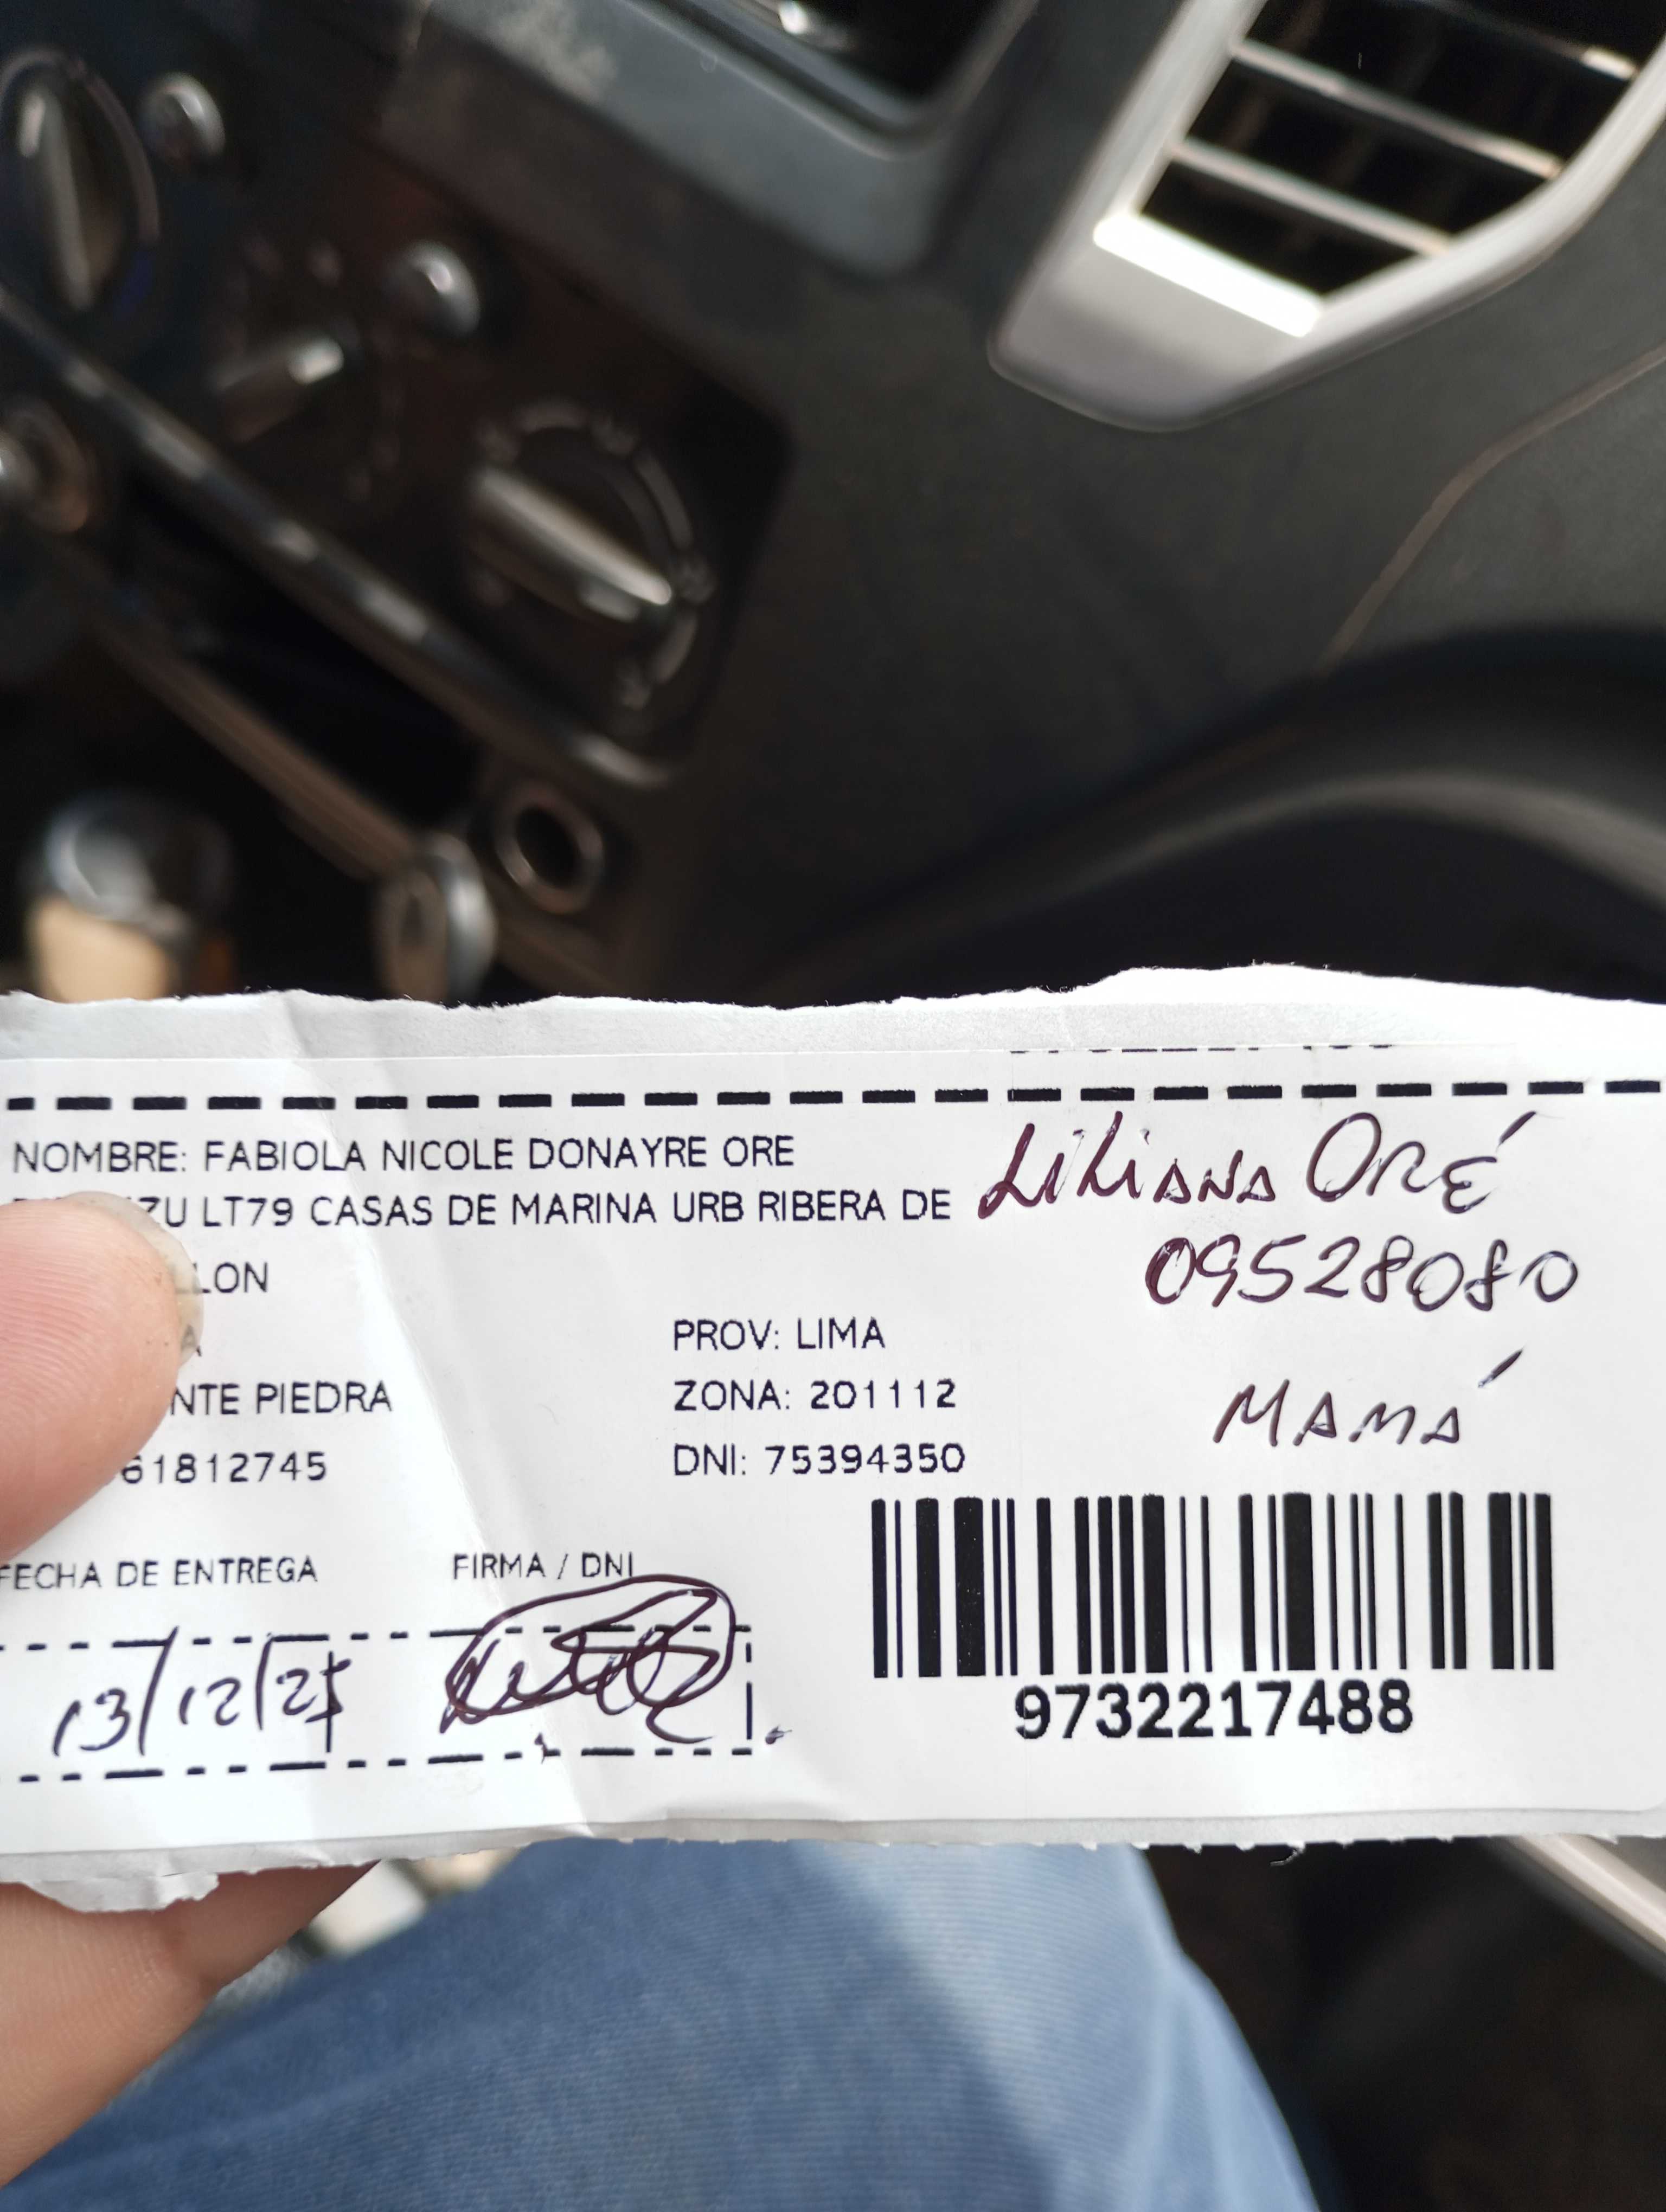 NOMBRE: FABIOLA NICOLE DONAYRE ORE
ZU LT79 CASAS DE MARINA URB RIBERA DE
LON
A
NTE PIEDRA
61812745
PROV: LIMA
ZONA: 201112
DNI: 75394350
LiLiANA ORÉ
09528080
MAMÁ
FECHA DE ENTREGA
FIRMA / DNI
13/12/25
9732217488